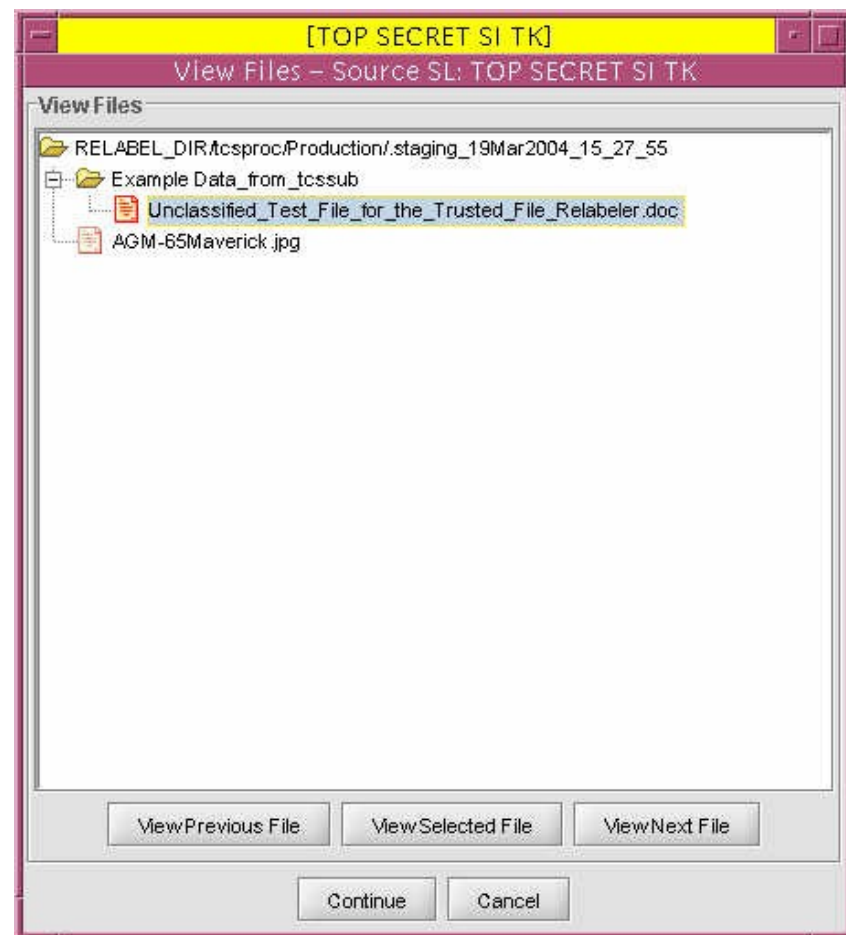 [TOP SECRET SI TK]
View Files – Source SL: TOP SECRET SI TK
View Files
RELABEL_DIR/tcsproc/Production/.staging_19Mar2004_15_27_55
Example Data_from_tcssub
Unclassified_Test_File_for_the_Trusted_File_Relabeler.doc
AGM-65Maverick.jpg
View Previous File View Selected File View Next File
Continue Cancel